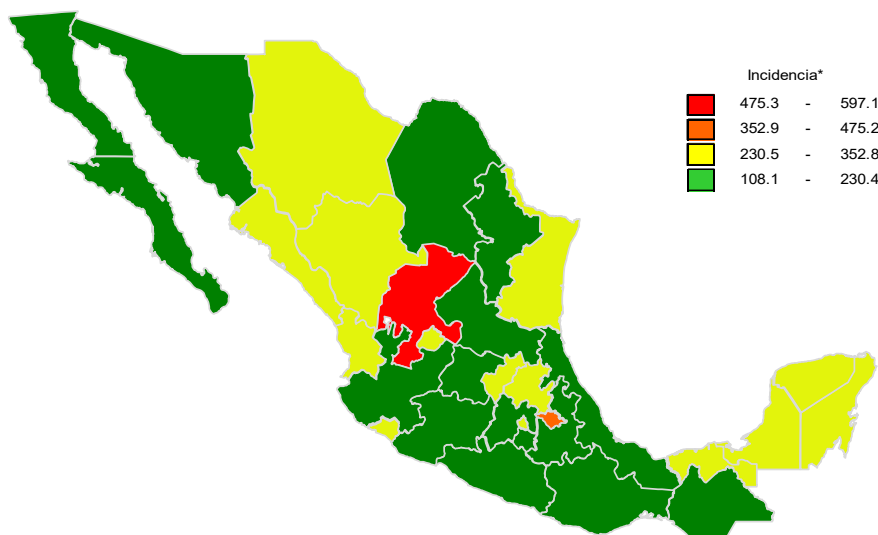 Incidencia*
475.3 - 597.1
352.9 - 475.2
230.5 - 352.8
108.1 - 230.4